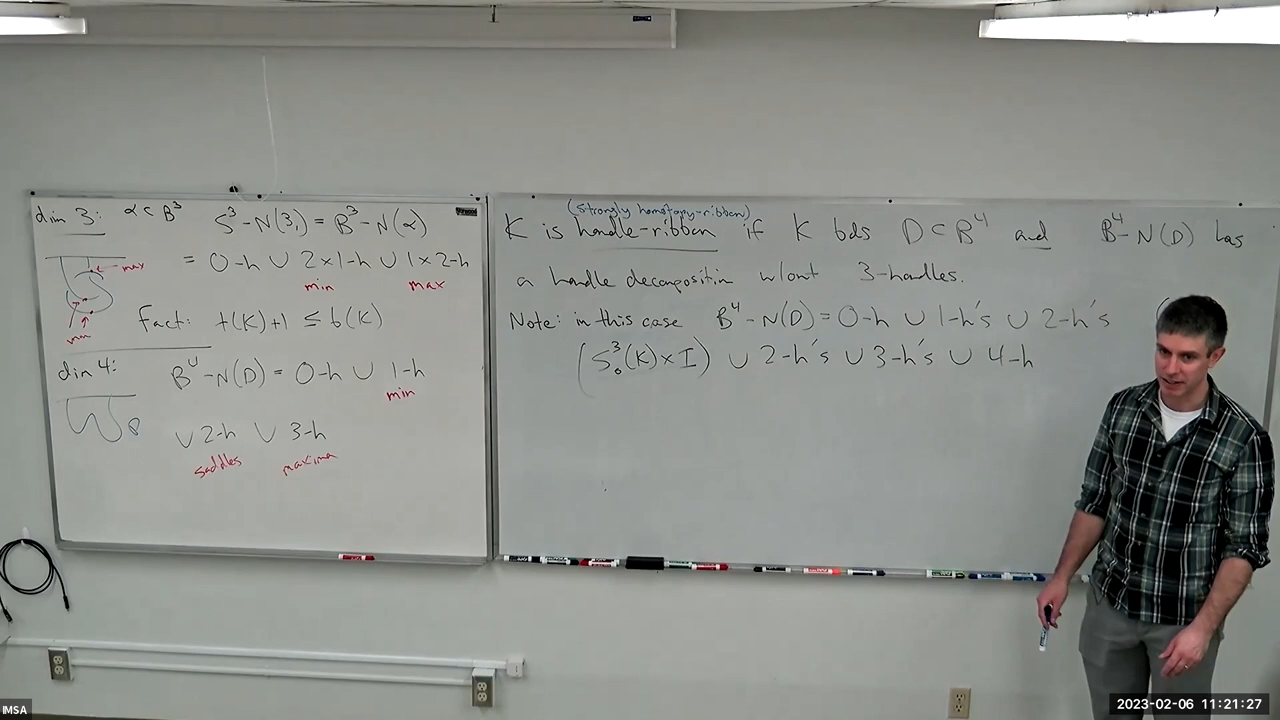 dim 3: α ⊂ B³ S³-N(3₁) = B³-N(α)
= 0-h ∪ 2×1-h ∪ 1×2-h
max
min max
min
Fact: t(K)+1 ≤ b(K)
dim 4: B⁴-N(D) = 0-h ∪ 1-h
min
∪ 2-h ∪ 3-h
saddles maxima
(strongly homotopy-ribbon)
K is handle-ribbon if K bds D⊂B⁴ and B⁴-N(D) has
a handle decomposition w/out 3-handles.
Note: in this case B⁴-N(D) = 0-h ∪ 1-h's ∪ 2-h's
(S³₀(K)×I) ∪ 2-h's ∪ 3-h's ∪ 4-h
IMSA
2023-02-06 11:21:27